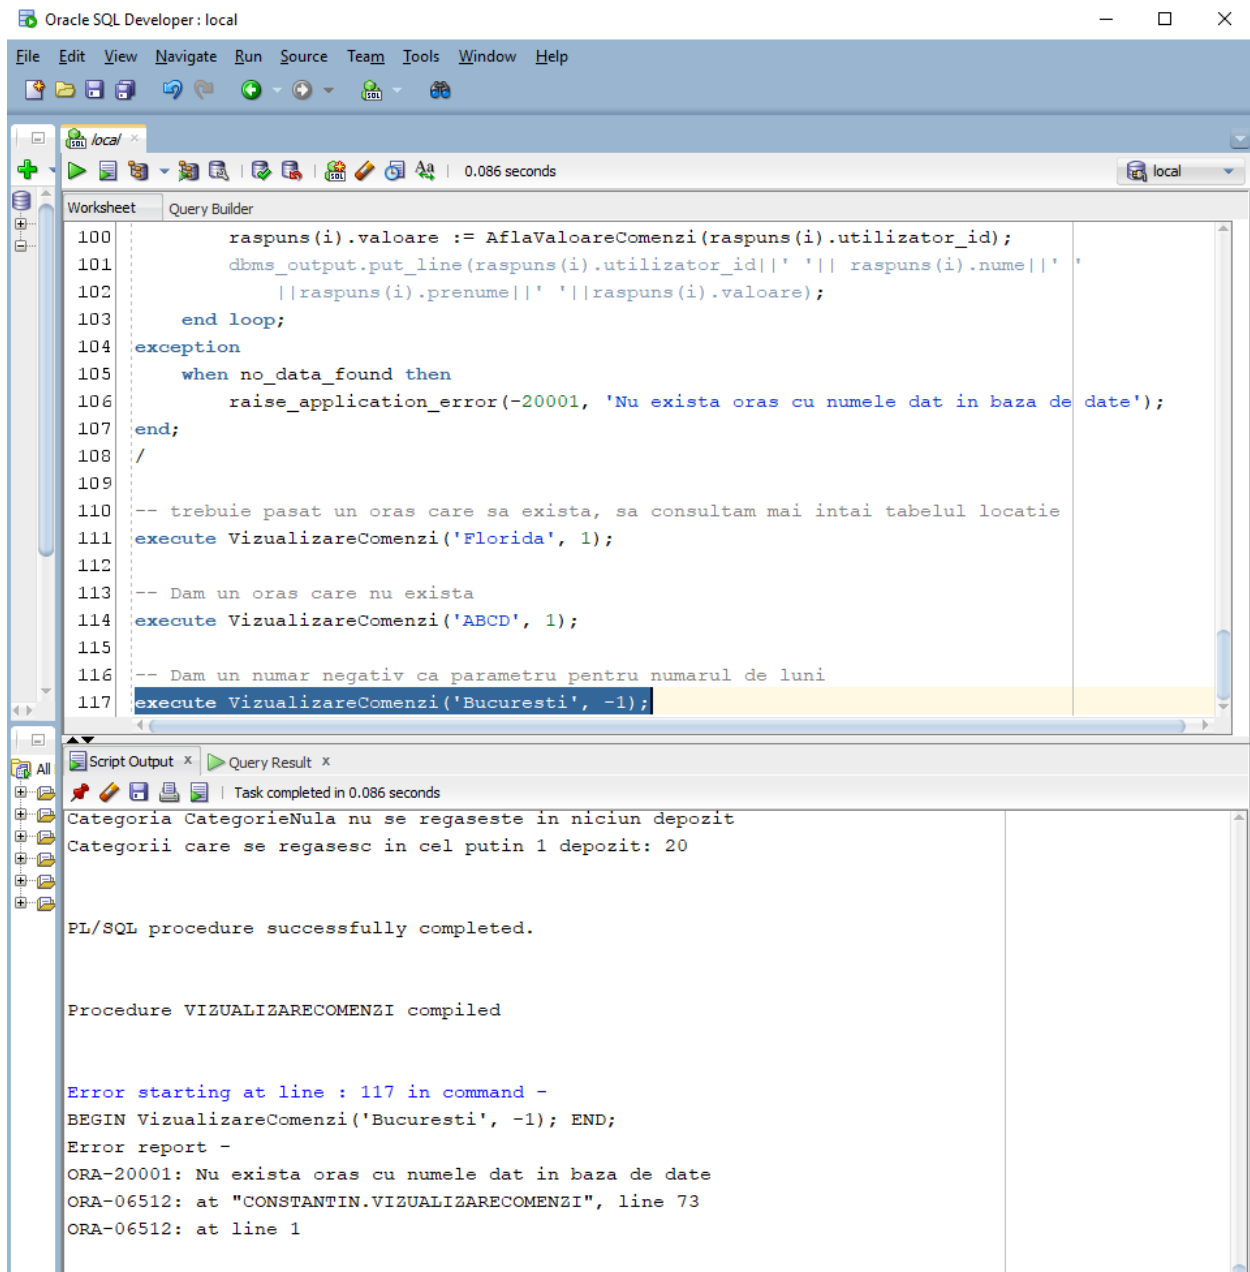 Oracle SQL Developer : local
File Edit View Navigate Run Source Team Tools Window Help
local
0.086 seconds
local
Worksheet Query Builder
100 raspuns(i).valoare := AflaValoareComenzi(raspuns(i).utilizator_id);
101 dbms_output.put_line(raspuns(i).utilizator_id||' '|| raspuns(i).nume||' '
102 ||raspuns(i).prenume||' '||raspuns(i).valoare);
103 end loop;
104 exception
105 when no_data_found then
106 raise_application_error(-20001, 'Nu exista oras cu numele dat in baza de date');
107 end;
108 /
109
110 -- trebuie pasat un oras care sa exista, sa consultam mai intai tabelul locatie
111 execute VizualizareComenzi('Florida', 1);
112
113 -- Dam un oras care nu exista
114 execute VizualizareComenzi('ABCD', 1);
115
116 -- Dam un numar negativ ca parametru pentru numarul de luni
117 execute VizualizareComenzi('Bucuresti', -1);
All
Script Output x Query Result x
Task completed in 0.086 seconds
Categoria CategorieNula nu se regaseste in niciun depozit
Categorii care se regasesc in cel putin 1 depozit: 20
PL/SQL procedure successfully completed.
Procedure VIZUALIZARECOMENZI compiled
Error starting at line : 117 in command -
BEGIN VizualizareComenzi('Bucuresti', -1); END;
Error report -
ORA-20001: Nu exista oras cu numele dat in baza de date
ORA-06512: at "CONSTANTIN.VIZUALIZARECOMENZI", line 73
ORA-06512: at line 1